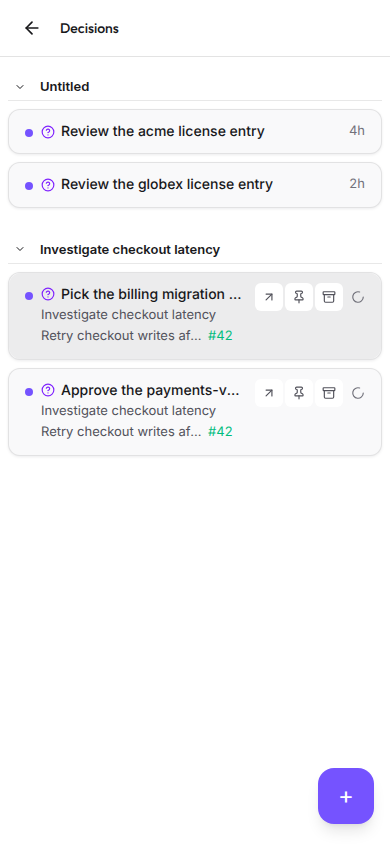 Decisions
Untitled
Review the acme license entry 4h
Review the globex license entry 2h
Investigate checkout latency
Pick the billing migration ...
Investigate checkout latency
Retry checkout writes af... #42
Approve the payments-v...
Investigate checkout latency
Retry checkout writes af... #42